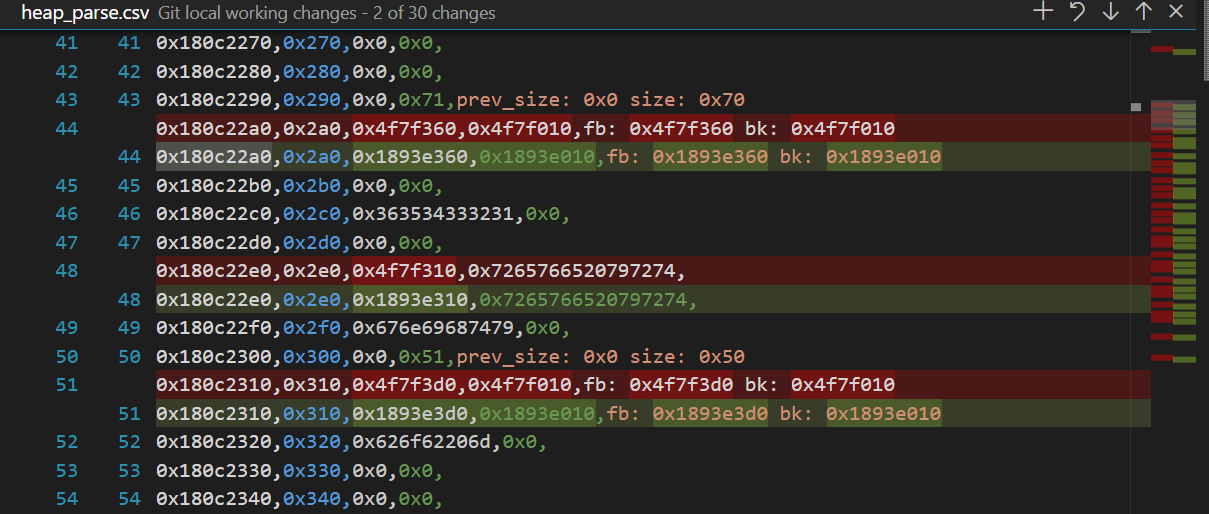 heap_parse.csv Git local working changes - 2 of 30 changes
41 41 0x180c2270,0x270,0x0,0x0,
42 42 0x180c2280,0x280,0x0,0x0,
43 43 0x180c2290,0x290,0x0,0x71,prev_size: 0x0 size: 0x70
44 0x180c22a0,0x2a0,0x4f7f360,0x4f7f010,fb: 0x4f7f360 bk: 0x4f7f010
44 0x180c22a0,0x2a0,0x1893e360,0x1893e010,fb: 0x1893e360 bk: 0x1893e010
45 45 0x180c22b0,0x2b0,0x0,0x0,
46 46 0x180c22c0,0x2c0,0x363534333231,0x0,
47 47 0x180c22d0,0x2d0,0x0,0x0,
48 0x180c22e0,0x2e0,0x4f7f310,0x7265766520797274,
48 0x180c22e0,0x2e0,0x1893e310,0x7265766520797274,
49 49 0x180c22f0,0x2f0,0x676e69687479,0x0,
50 50 0x180c2300,0x300,0x0,0x51,prev_size: 0x0 size: 0x50
51 0x180c2310,0x310,0x4f7f3d0,0x4f7f010,fb: 0x4f7f3d0 bk: 0x4f7f010
51 0x180c2310,0x310,0x1893e3d0,0x1893e010,fb: 0x1893e3d0 bk: 0x1893e010
52 52 0x180c2320,0x320,0x626f62206d,0x0,
53 53 0x180c2330,0x330,0x0,0x0,
54 54 0x180c2340,0x340,0x0,0x0,